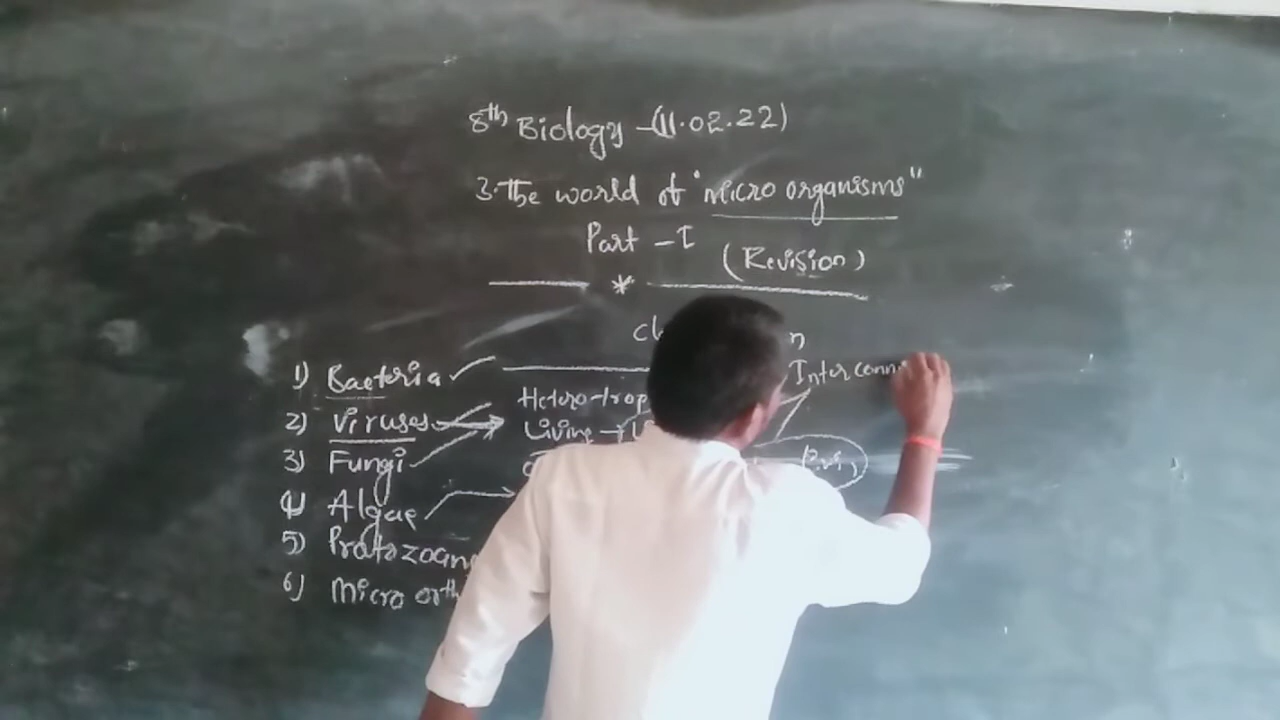 8th Biology - (11.02.22)
3. The world of "Micro organisms"
Part - I
(Revision)
1) Bacteria
Inter conn
2) Viruses
Hetero-trop
3) Fungi
Living →
4) Algae
5) Protozoan
6) Micro orth